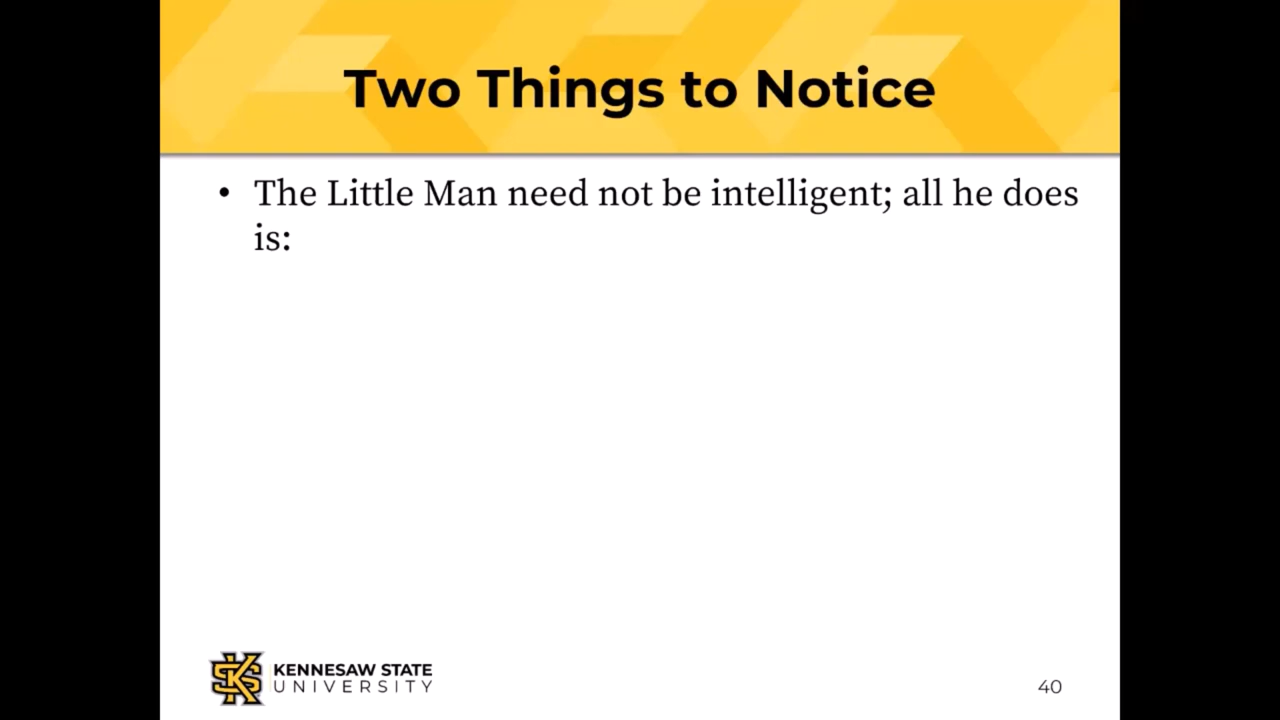 Two Things to Notice
• The Little Man need not be intelligent; all he does
is:
KENNESAW STATE
UNIVERSITY
40